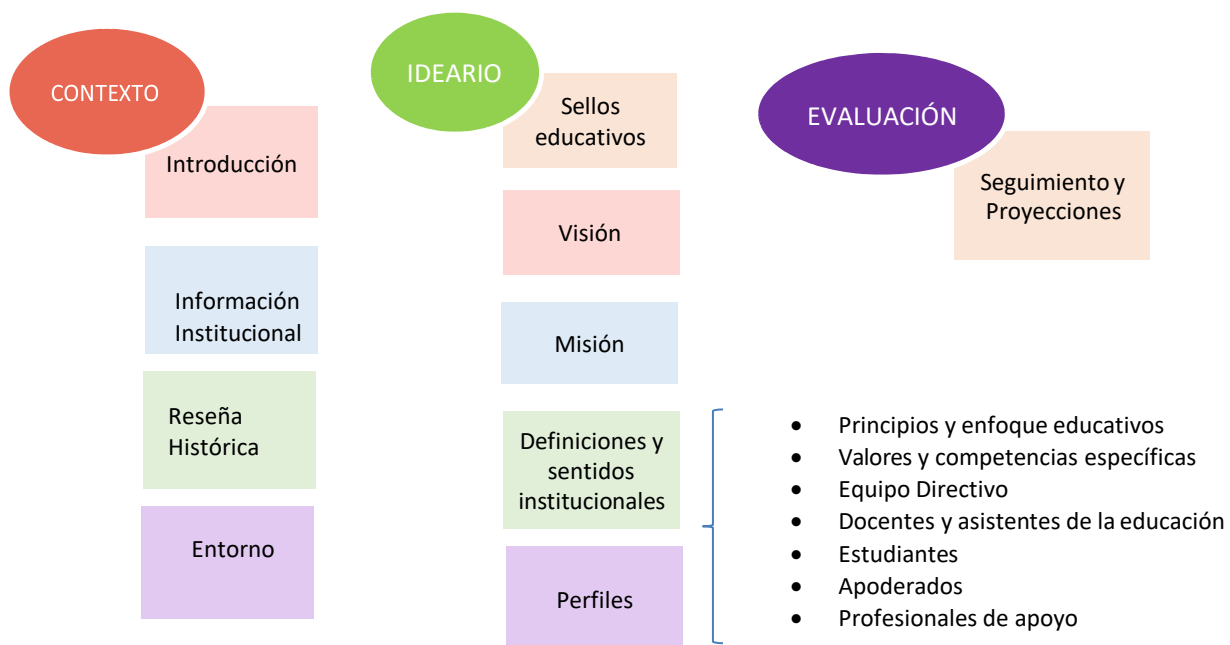 CONTEXTO
Introducción
Información
Institucional
Reseña
Histórica
Entorno
IDEARIO
Sellos
educativos
Visión
Misión
Definiciones y
sentidos
institucionales
Perfiles
• Principios y enfoque educativos
• Valores y competencias específicas
• Equipo Directivo
• Docentes y asistentes de la educación
• Estudiantes
• Apoderados
• Profesionales de apoyo
EVALUACIÓN
Seguimiento y
Proyecciones